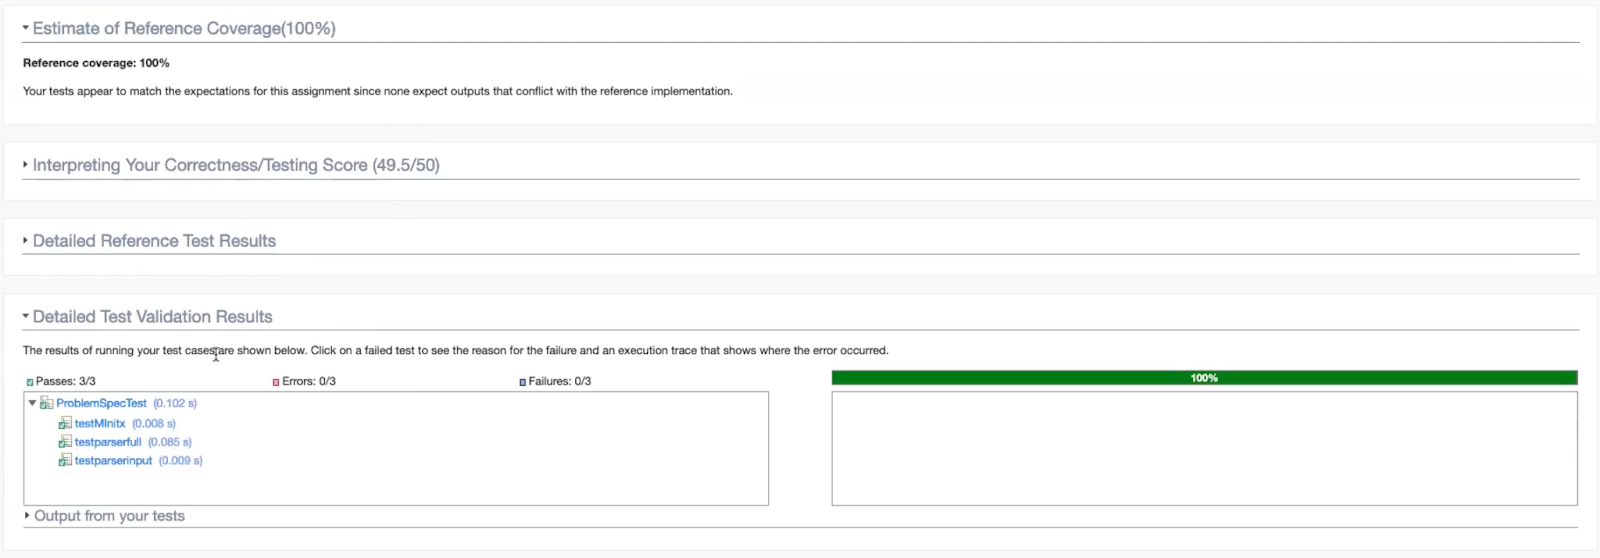 Estimate of Reference Coverage(100%)
Reference coverage: 100%
Your tests appear to match the expectations for this assignment since none expect outputs that conflict with the reference implementation.
Interpreting Your Correctness/Testing Score (49.5/50)
Detailed Reference Test Results
Detailed Test Validation Results
The results of running your test cases are shown below. Click on a failed test to see the reason for the failure and an execution trace that shows where the error occurred.
Passes: 3/3 Errors: 0/3 Failures: 0/3 100%
ProblemSpecTest (0.102 s)
testMInitx (0.008 s)
testparserfull (0.085 s)
testparserinput (0.009 s)
Output from your tests